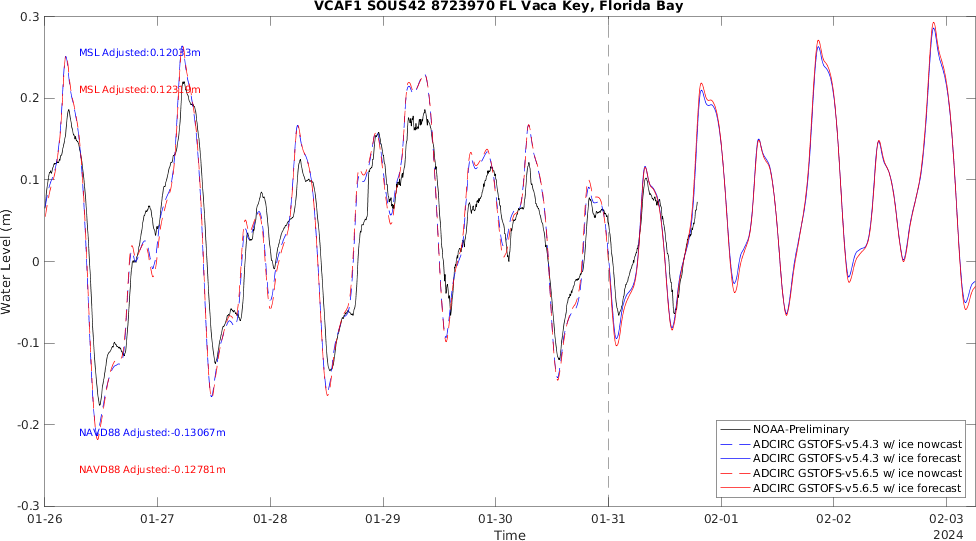 VCAF1 SOUS42 8723970 FL Vaca Key, Florida Bay
0.3
0.2
0.1
0
-0.1
-0.2
-0.3
Water Level (m)
MSL Adjusted:0.12033m
MSL Adjusted:0.12319m
NAVD88 Adjusted:-0.13067m
NAVD88 Adjusted:-0.12781m
NOAA-Preliminary
ADCIRC GSTOFS-v5.4.3 w/ ice nowcast
ADCIRC GSTOFS-v5.4.3 w/ ice forecast
ADCIRC GSTOFS-v5.6.5 w/ ice nowcast
ADCIRC GSTOFS-v5.6.5 w/ ice forecast
01-26 01-27 01-28 01-29 01-30 01-31 02-01 02-02 02-03
Time
2024